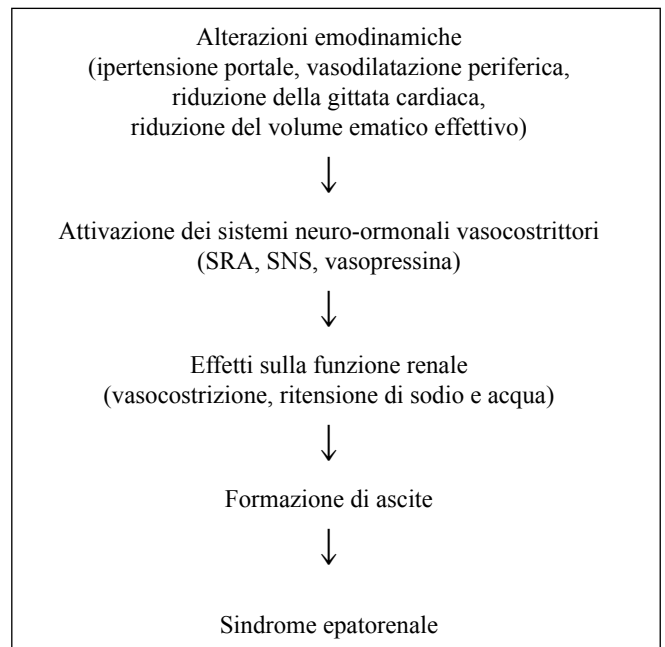 Alterazioni emodinamiche
(ipertensione portale, vasodilatazione periferica,
riduzione della gittata cardiaca,
riduzione del volume ematico effettivo)
Attivazione dei sistemi neuro-ormonali vasocostrittori
(SRA, SNS, vasopressina)
Effetti sulla funzione renale
(vasocostrizione, ritensione di sodio e acqua)
Formazione di ascite
Sindrome epatorenale